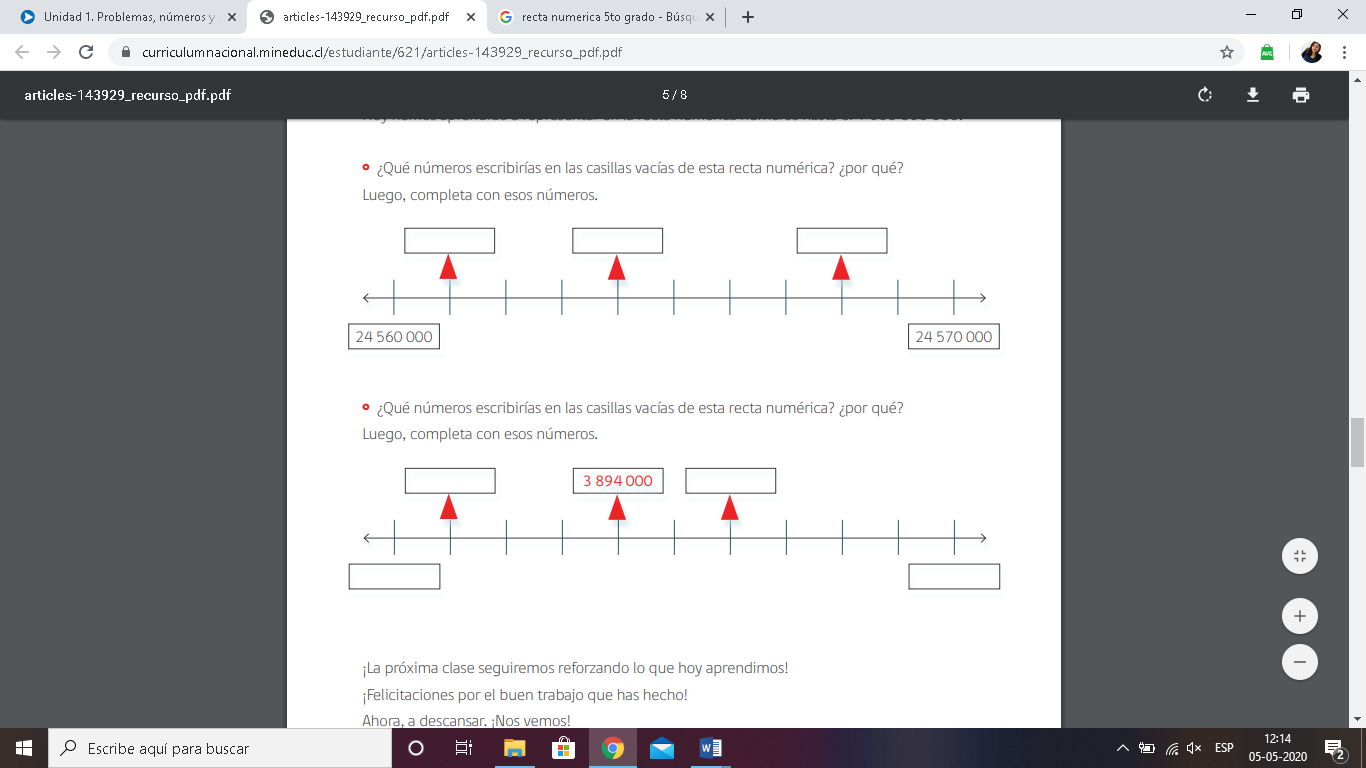 Unidad 1. Problemas, números y
articles-143929_recurso_pdf.pdf
recta numerica 5to grado - Búsqu
curriculumnacional.mineduc.cl/estudiante/621/articles-143929_recurso_pdf.pdf
AVG
articles-143929_recurso_pdf.pdf
5 / 8
¿Qué números escribirías en las casillas vacías de esta recta numérica? ¿por qué?
Luego, completa con esos números.
24 560 000
24 570 000
¿Qué números escribirías en las casillas vacías de esta recta numérica? ¿por qué?
Luego, completa con esos números.
3 894 000
¡La próxima clase seguiremos reforzando lo que hoy aprendimos!
¡Felicitaciones por el buen trabajo que has hecho!
Ahora, a descansar. ¡Nos vemos!
Escribe aquí para buscar
ESP
12:14
05-05-2020
2